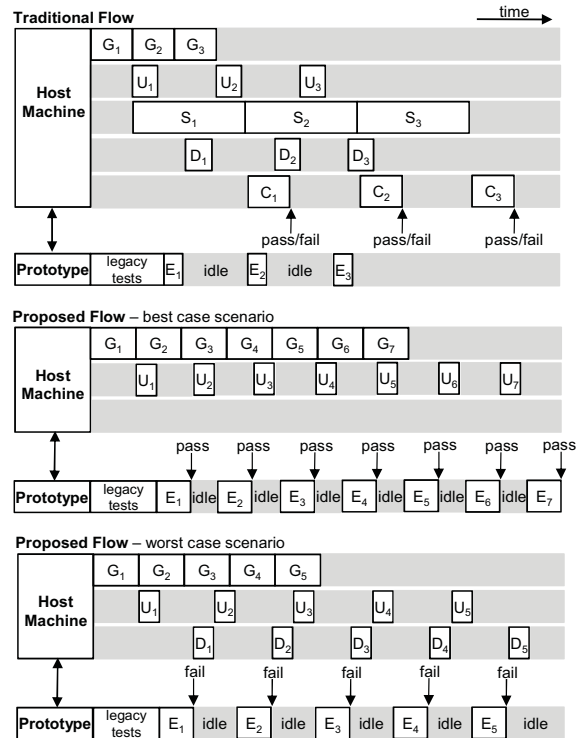 Traditional Flow
time
Host Machine
G₁ G₂ G₃
U₁ U₂ U₃
S₁ S₂ S₃
D₁ D₂ D₃
C₁ C₂ C₃
pass/fail pass/fail pass/fail
Prototype legacy tests E₁ idle E₂ idle E₃
Proposed Flow – best case scenario
Host Machine
G₁ G₂ G₃ G₄ G₅ G₆ G₇
U₁ U₂ U₃ U₄ U₅ U₆ U₇
pass pass pass pass pass pass pass
Prototype legacy tests E₁ idle E₂ idle E₃ idle E₄ idle E₅ idle E₆ idle E₇
Proposed Flow – worst case scenario
Host Machine
G₁ G₂ G₃ G₄ G₅
U₁ U₂ U₃ U₄ U₅
D₁ D₂ D₃ D₄ D₅
fail fail fail fail fail
Prototype legacy tests E₁ idle E₂ idle E₃ idle E₄ idle E₅ idle